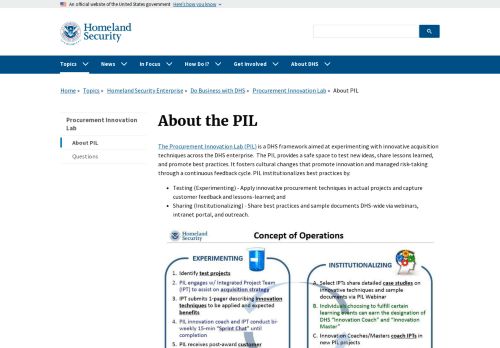 An official website of the United States government Here's how you know
Homeland
Security
Topics News In Focus How Do I? Get Involved About DHS
Home » Topics » Homeland Security Enterprise » Do Business with DHS » Procurement Innovation Lab » About PIL
Procurement Innovation
Lab
About PIL
Questions
About the PIL
The Procurement Innovation Lab (PIL) is a DHS framework aimed at experimenting with innovative acquisition
techniques across the DHS enterprise. The PIL provides a safe space to test new ideas, share lessons learned,
and promote best practices. It fosters cultural changes that promote innovation and managed risk-taking
through a continuous feedback cycle. PIL institutionalizes best practices by:
• Testing (Experimenting) - Apply innovative procurement techniques in actual projects and capture
customer feedback and lessons-learned; and
• Sharing (Institutionalizing) - Share best practices and sample documents DHS-wide via webinars,
intranet portal, and outreach.
Homeland
Security
Concept of Operations
EXPERIMENTING
1. Identify test projects
2. PIL engages w/ Integrated Project Team
(IPT) to assist on acquisition strategy
3. IPT submits 1-page describing innovation
techniques to be applied and expected
benefits
4. PIL innovation coach and IPT conduct bi-
weekly 15-min "Sprint Chat" until
completion
5. PIL receives post-award customer
INSTITUTIONALIZING
A. Select IPTs share detailed case studies on
innovative techniques and sample
documents via PIL Webinar
B. Individuals choosing to fulfill certain
learning events can earn the designation of
DHS "Innovation Coach" and "Innovation
Master"
C. Innovation Coaches/Masters coach IPTs in
new PIL projects